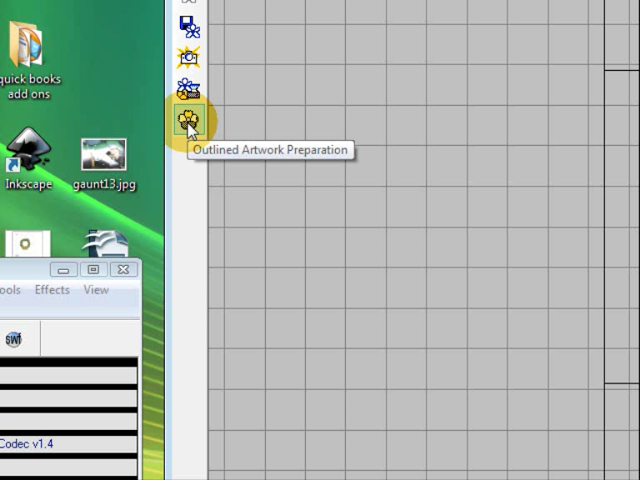 quick books
add ons
Outlined Artwork Preparation
Inkscape
gaunt13.jpg
ools Effects View
SWf
Codec v1.4